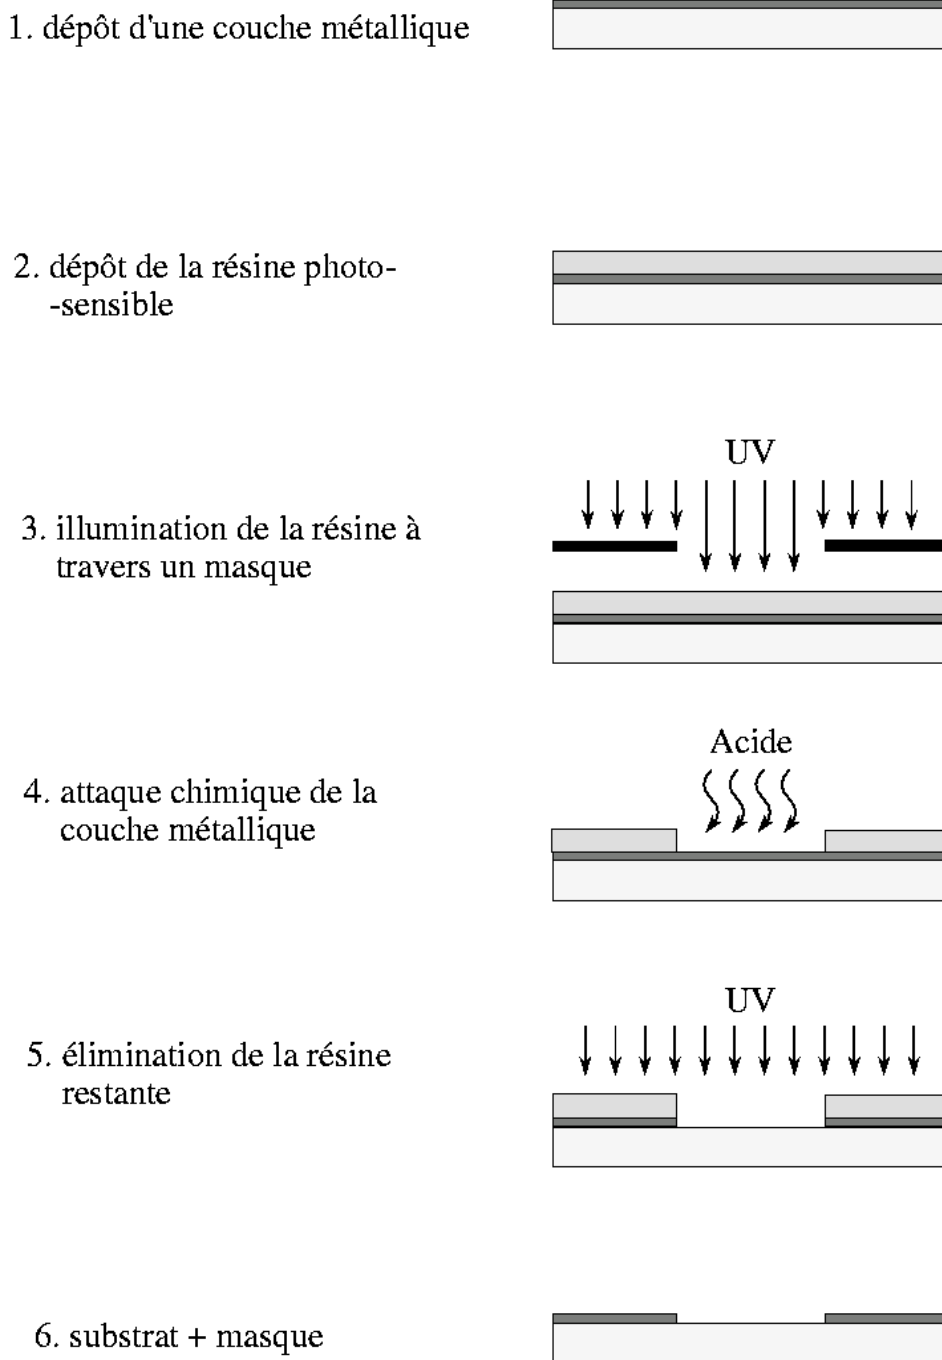 1. dépôt d'une couche métallique
2. dépôt de la résine photo-
-sensible
UV
3. illumination de la résine à
travers un masque
Acide
4. attaque chimique de la
couche métallique
UV
5. élimination de la résine
restante
6. substrat + masque